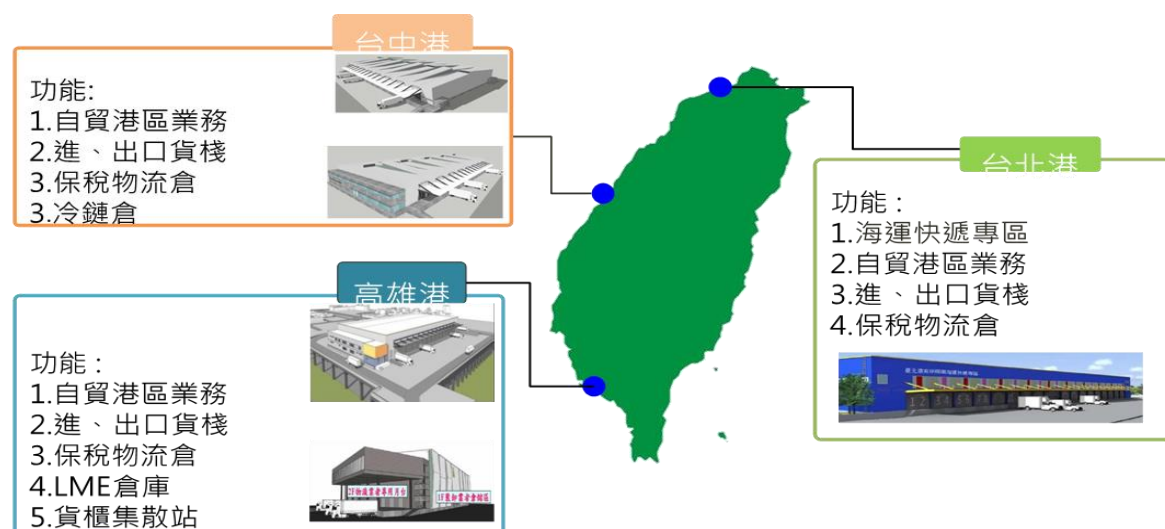 台中港
功能:
1.自貿港區業務
2.進、出口貨棧
3.保稅物流倉
3.冷鏈倉
台北港
功能：
1.海運快遞專區
2.自貿港區業務
3.進、出口貨棧
4.保稅物流倉
高雄港
功能：
1.自貿港區業務
2.進、出口貨棧
3.保稅物流倉
4.LME倉庫
5.貨櫃集散站